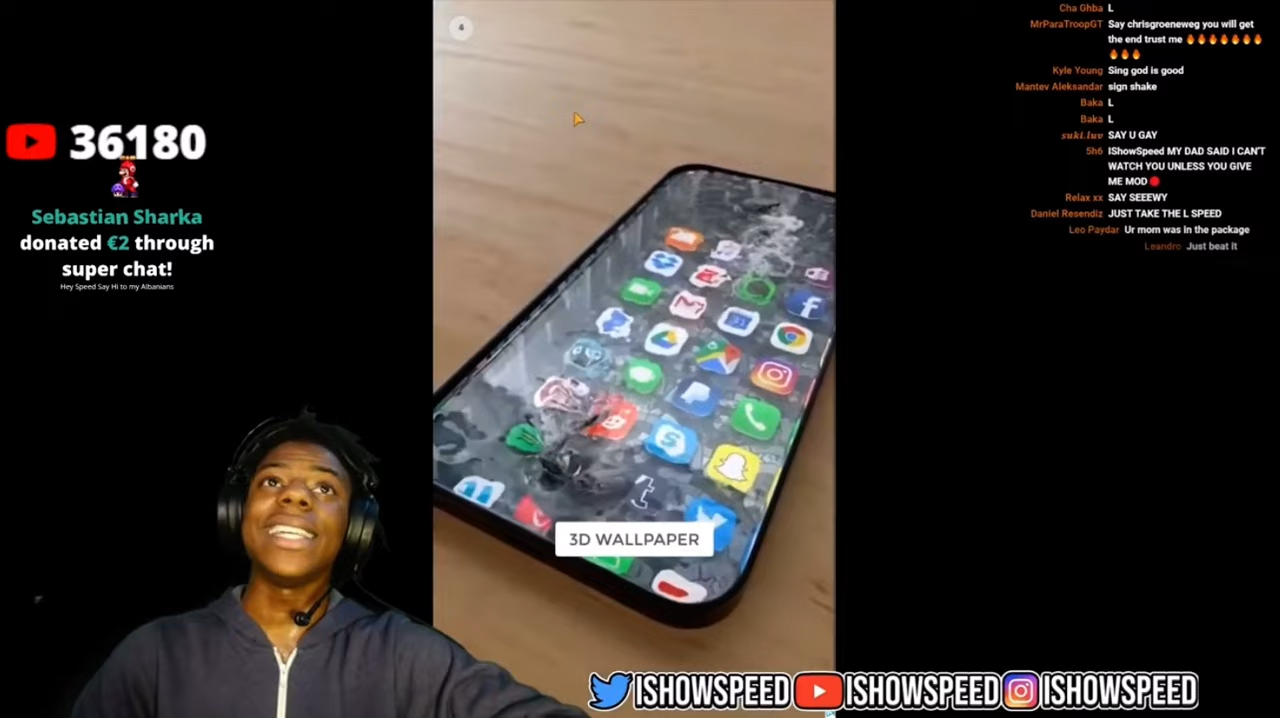 36180
Sebastian Sharka
donated €2 through
super chat!
Hey Speed Say Hi to my Albanians
4
3D WALLPAPER
Cha Ghba L
MrParaTroopGT Say chrisgroeneweg you will get
the end trust me 🔥🔥🔥🔥🔥🔥🔥
🔥🔥🔥
Kyle Young Sing god is good
Mantev Aleksandar sign shake
Baka L
Baka L
suki.luv SAY U GAY
5h6 IShowSpeed MY DAD SAID I CAN'T
WATCH YOU UNLESS YOU GIVE
ME MOD🔴
Relax xx SAY SEEEWY
Daniel Resendiz JUST TAKE THE L SPEED
Leo Paydar Ur mom was in the package
Leandro Just beat it
ISHOWSPEED ISHOWSPEED ISHOWSPEED